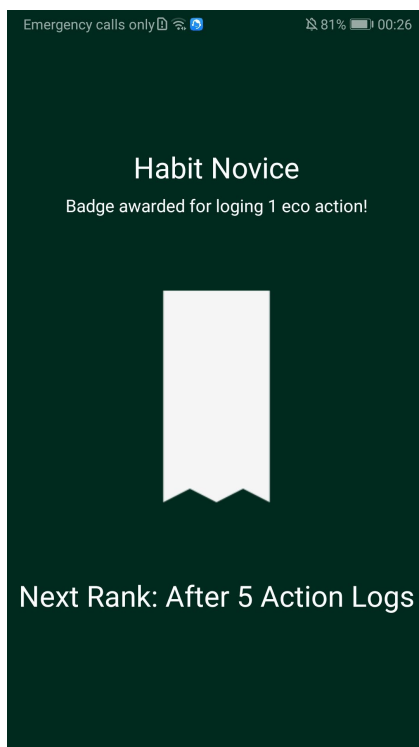 Emergency calls only 81% 00:26
Habit Novice
Badge awarded for loging 1 eco action!
Next Rank: After 5 Action Logs